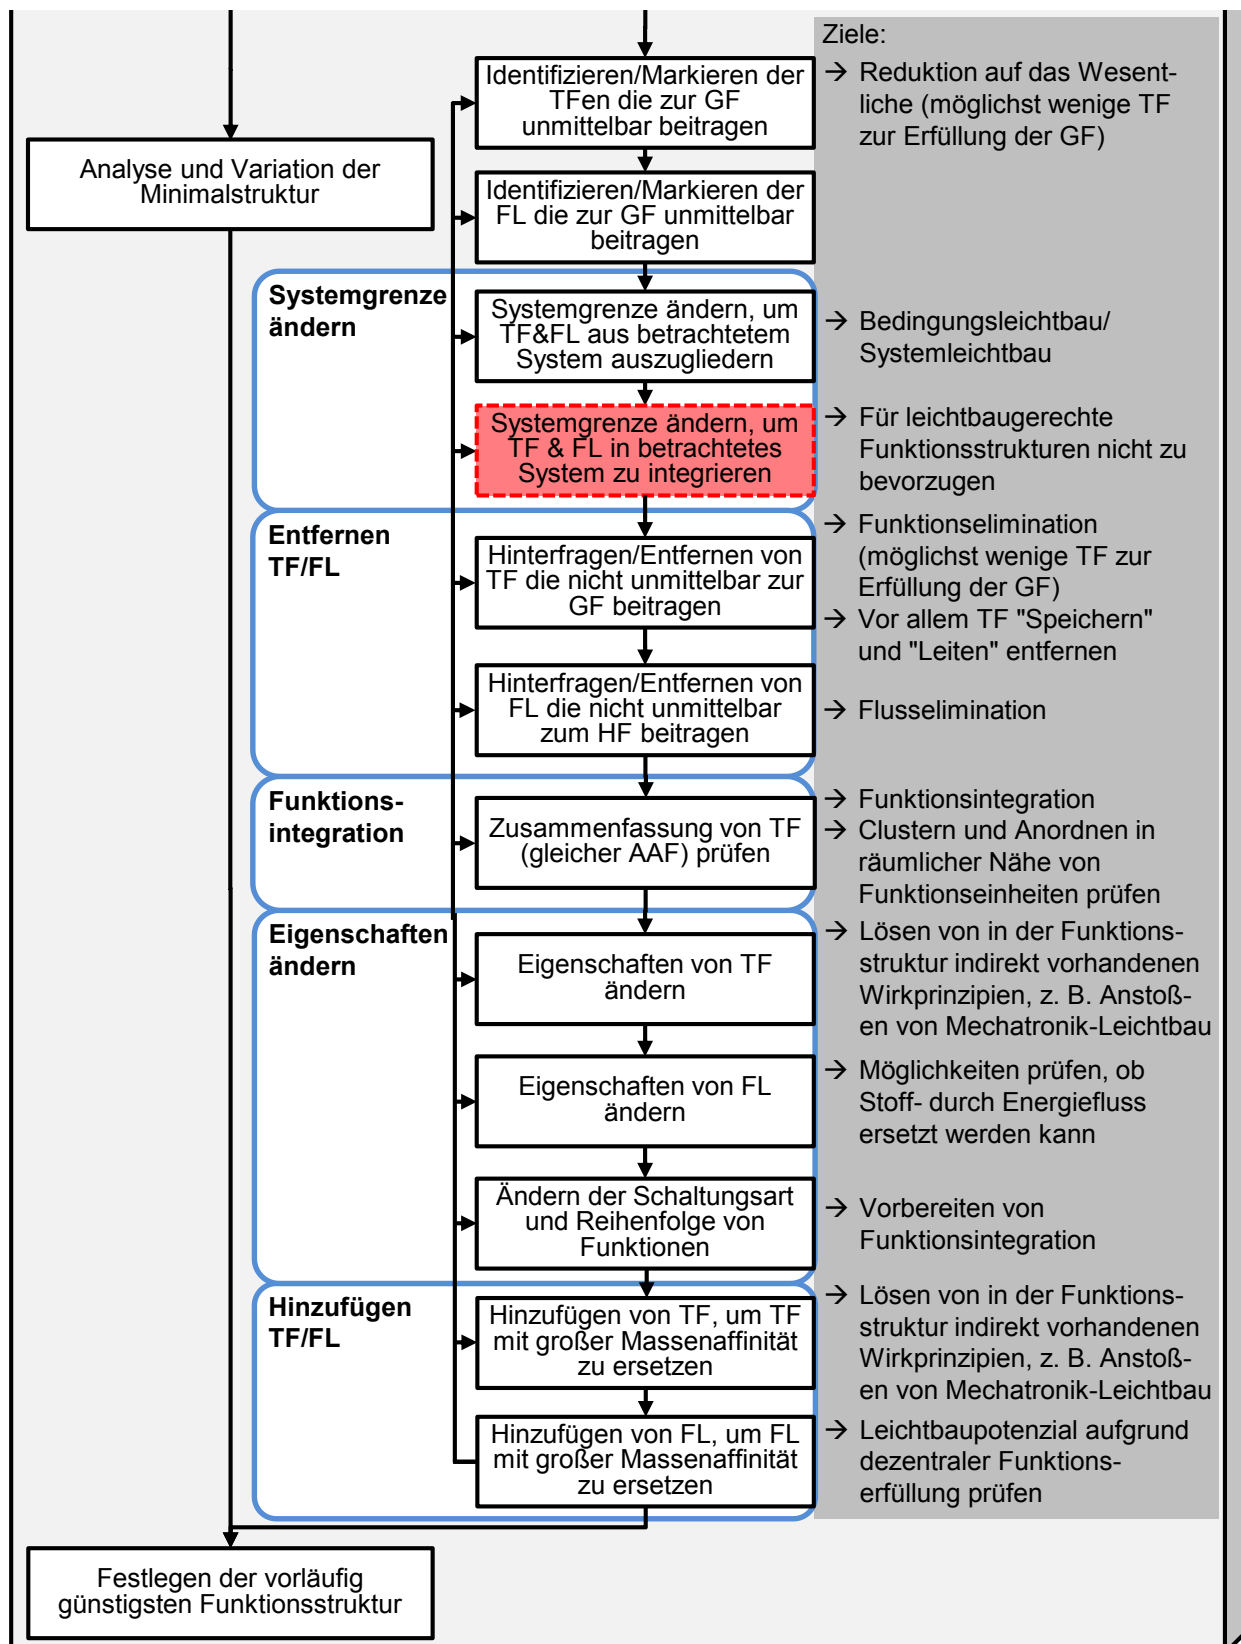 Ziele:
Identifizieren/Markieren der
TFen die zur GF
unmittelbar beitragen
→ Reduktion auf das Wesent-
liche (möglichst wenige TF
zur Erfüllung der GF)
Analyse und Variation der
Minimalstruktur
Identifizieren/Markieren der
FL die zur GF unmittelbar
beitragen
Systemgrenze
ändern
Systemgrenze ändern, um
TF&FL aus betrachtetem
System auszugliedern
→ Bedingungsleichtbau/
Systemleichtbau
Systemgrenze ändern, um
TF & FL in betrachtetes
System zu integrieren
→ Für leichtbaugerechte
Funktionsstrukturen nicht zu
bevorzugen
Entfernen
TF/FL
Hinterfragen/Entfernen von
TF die nicht unmittelbar zur
GF beitragen
→ Funktionselimination
(möglichst wenige TF zur
Erfüllung der GF)
→ Vor allem TF "Speichern"
und "Leiten" entfernen
Hinterfragen/Entfernen von
FL die nicht unmittelbar
zum HF beitragen
→ Flusselimination
Funktions-
integration
Zusammenfassung von TF
(gleicher AAF) prüfen
→ Funktionsintegration
→ Clustern und Anordnen in
räumlicher Nähe von
Funktionseinheiten prüfen
Eigenschaften
ändern
Eigenschaften von TF
ändern
→ Lösen von in der Funktions-
struktur indirekt vorhandenen
Wirkprinzipien, z. B. Anstoß-
en von Mechatronik-Leichtbau
Eigenschaften von FL
ändern
→ Möglichkeiten prüfen, ob
Stoff- durch Energiefluss
ersetzt werden kann
Ändern der Schaltungsart
und Reihenfolge von
Funktionen
→ Vorbereiten von
Funktionsintegration
Hinzufügen
TF/FL
Hinzufügen von TF, um TF
mit großer Massenaffinität
zu ersetzen
→ Lösen von in der Funktions-
struktur indirekt vorhandenen
Wirkprinzipien, z. B. Anstoß-
en von Mechatronik-Leichtbau
Hinzufügen von FL, um FL
mit großer Massenaffinität
zu ersetzen
→ Leichtbaupotenzial aufgrund
dezentraler Funktions-
erfüllung prüfen
Festlegen der vorläufig
günstigsten Funktionsstruktur